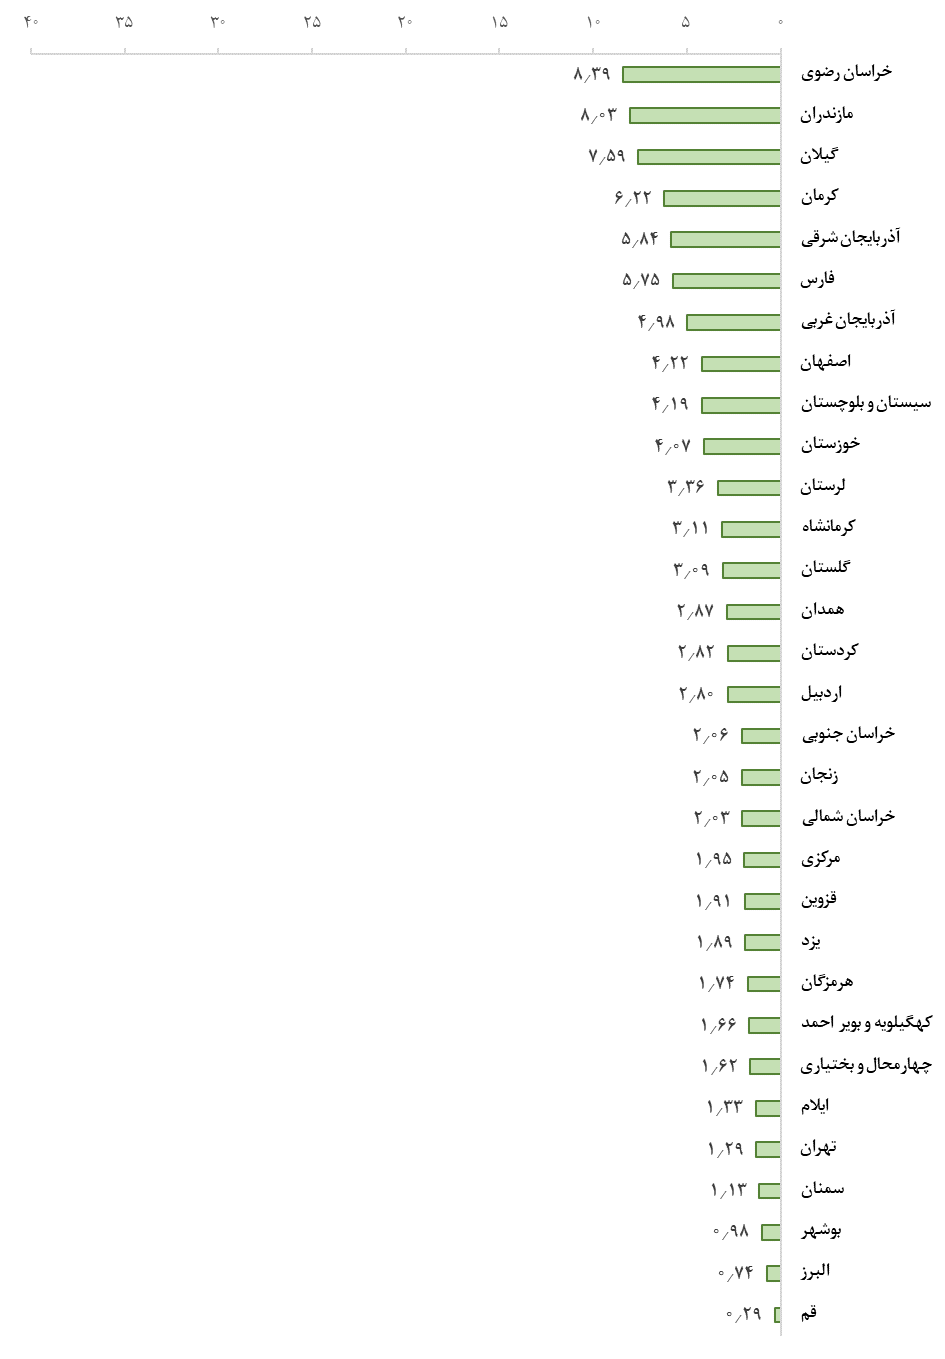 ۰ ۵ ۱۰ ۱۵ ۲۰ ۲۵ ۳۰ ۳۵ ۴۰
خراسان رضوی ۸٫۳۹
مازندران ۸٫۰۳
گیلان ۷٫۵۹
کرمان ۶٫۲۲
آذربایجان شرقی ۵٫۸۴
فارس ۵٫۷۵
آذربایجان غربی ۴٫۹۸
اصفهان ۴٫۲۲
سیستان و بلوچستان ۴٫۱۹
خوزستان ۴٫۰۷
لرستان ۳٫۳۶
کرمانشاه ۳٫۱۱
گلستان ۳٫۰۹
همدان ۲٫۸۷
کردستان ۲٫۸۲
اردبیل ۲٫۸۰
خراسان جنوبی ۲٫۰۶
زنجان ۲٫۰۵
خراسان شمالی ۲٫۰۳
مرکزی ۱٫۹۵
قزوین ۱٫۹۱
یزد ۱٫۸۹
هرمزگان ۱٫۷۴
کهگیلویه و بویر احمد ۱٫۶۶
چهارمحال و بختیاری ۱٫۶۲
ایلام ۱٫۳۳
تهران ۱٫۲۹
سمنان ۱٫۱۳
بوشهر ۰٫۹۸
البرز ۰٫۷۴
قم ۰٫۲۹